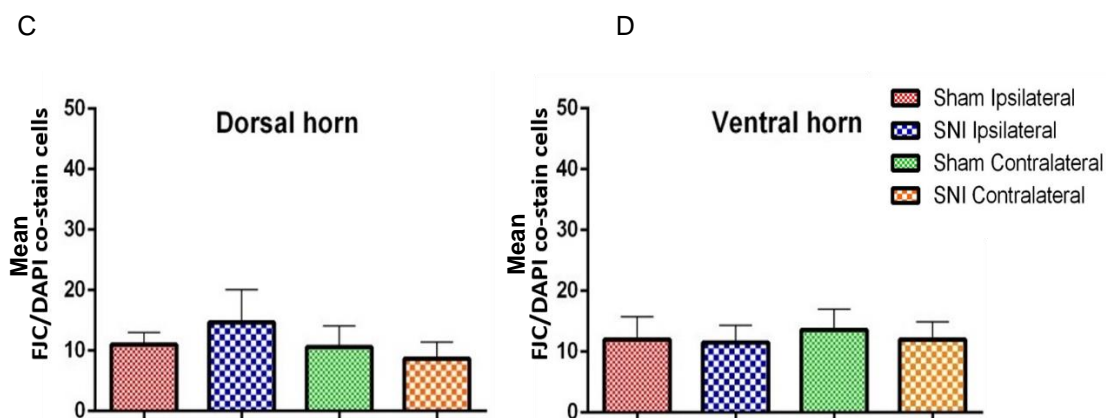 C
D
Dorsal horn
Mean
FJC/DAPI co-stain cells
50
40
30
20
10
0
Ventral horn
Mean
FJC/DAPI co-stain cells
50
40
30
20
10
0
Sham Ipsilateral
SNI Ipsilateral
Sham Contralateral
SNI Contralateral